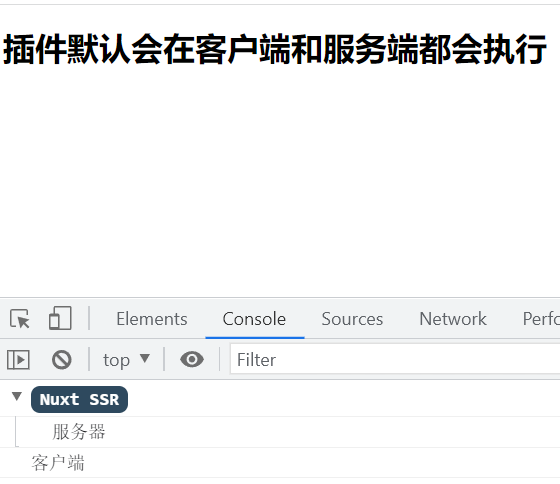 插件默认会在客户端和服务端都会执行
Elements Console Sources Network Perfo
top Filter
Nuxt SSR
服务器
客户端